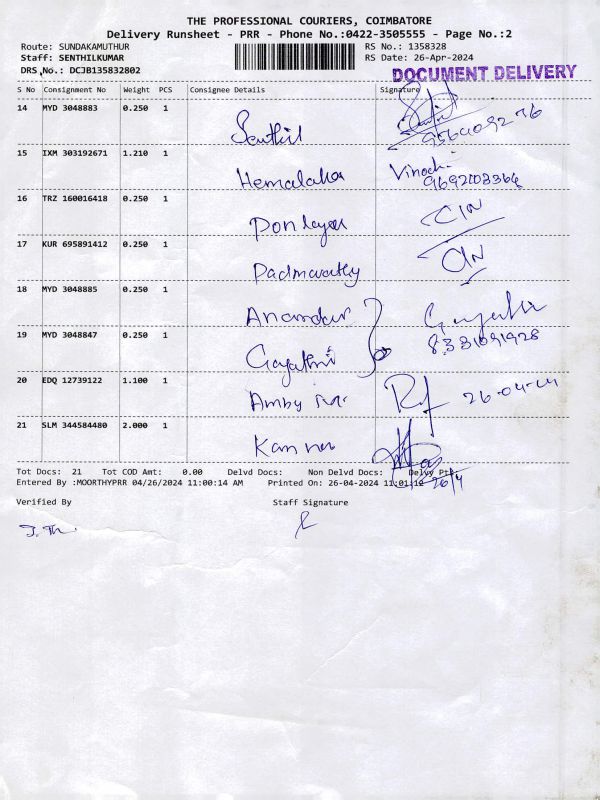 THE PROFESSIONAL COURIERS, COIMBATORE
Delivery Runsheet - PRR - Phone No.:0422-3505555 - Page No.:2
Route: SUNDAKAMUTHUR RS No.: 1358328
Staff: SENTHILKUMAR RS Date: 26-Apr-2024
DRS No.: DCJB135832802 DOCUMENT DELIVERY
S No Consignment No Weight PCS Consignee Details Signature
14 MYD 3048883 0.250 1
Senthil
15 IXM 303192671 1.210 1
Hemalatha
16 TRZ 160016418 0.250 1
17 KUR 695891412 0.250 1
18 MYD 3048885 0.250 1
19 MYD 3048847 0.250 1
Gayathri 8331091928
20 EDQ 12739122 1.100 1
26-04-24
21 SLM 344584480 2.000 1
Tot Docs: 21 Tot COD Amt: 0.00 Delvd Docs: Non Delvd Docs: Delvy Pt:
Entered By :MOORTHYPRR 04/26/2024 11:00:14 AM Printed On: 26-04-2024 11:01:12 26/4
Verified By Staff Signature